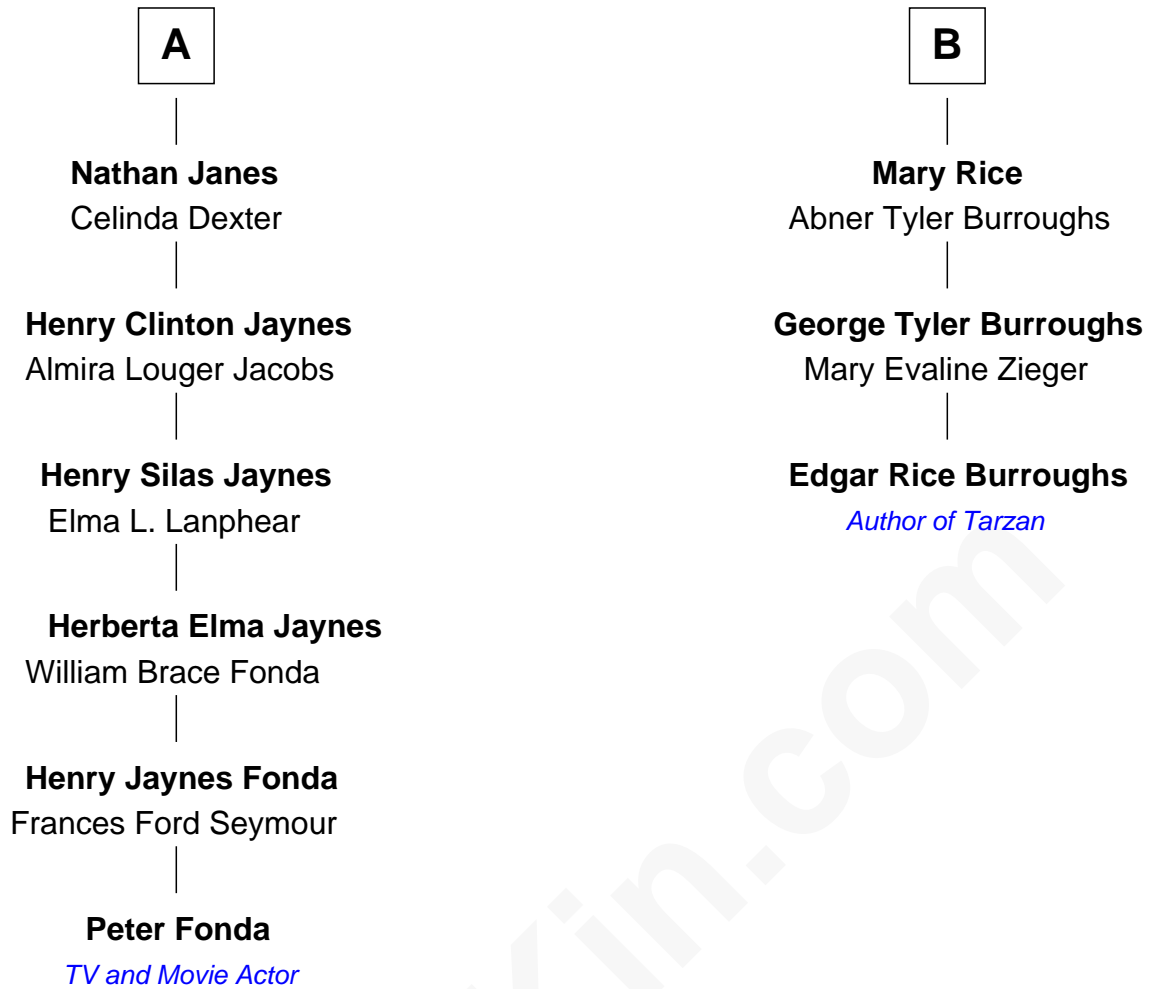 A
Nathan Janes
Celinda Dexter
Henry Clinton Jaynes
Almira Louger Jacobs
Henry Silas Jaynes
Elma L. Lanphear
Herberta Elma Jaynes
William Brace Fonda
Henry Jaynes Fonda
Frances Ford Seymour
Peter Fonda
TV and Movie Actor
B
Mary Rice
Abner Tyler Burroughs
George Tyler Burroughs
Mary Evaline Zieger
Edgar Rice Burroughs
Author of Tarzan